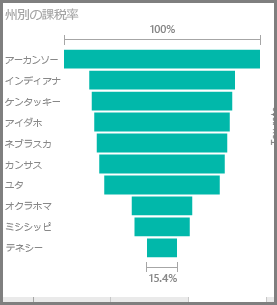 州別の課税率
100%
アーカンソー
インディアナ
ケンタッキー
アイダホ
ネブラスカ
カンサス
ユタ
オクラホマ
ミシシッピ
テネシー
15.4%